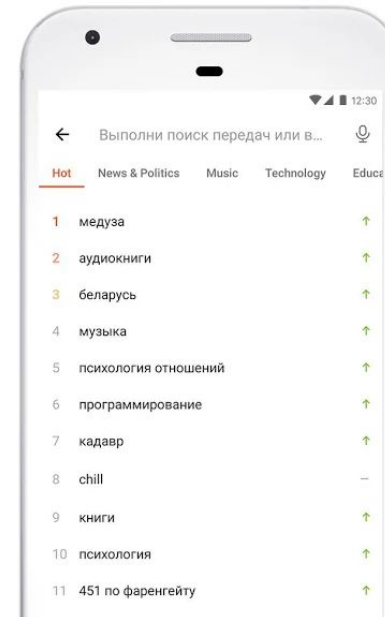 12:30
Выполни поиск передач или в...
Hot News & Politics Music Technology Educa
1 медуза
2 аудиокниги
3 беларусь
4 музыка
5 психология отношений
6 программирование
7 кадавр
8 chill
9 книги
10 психология
11 451 по фаренгейту